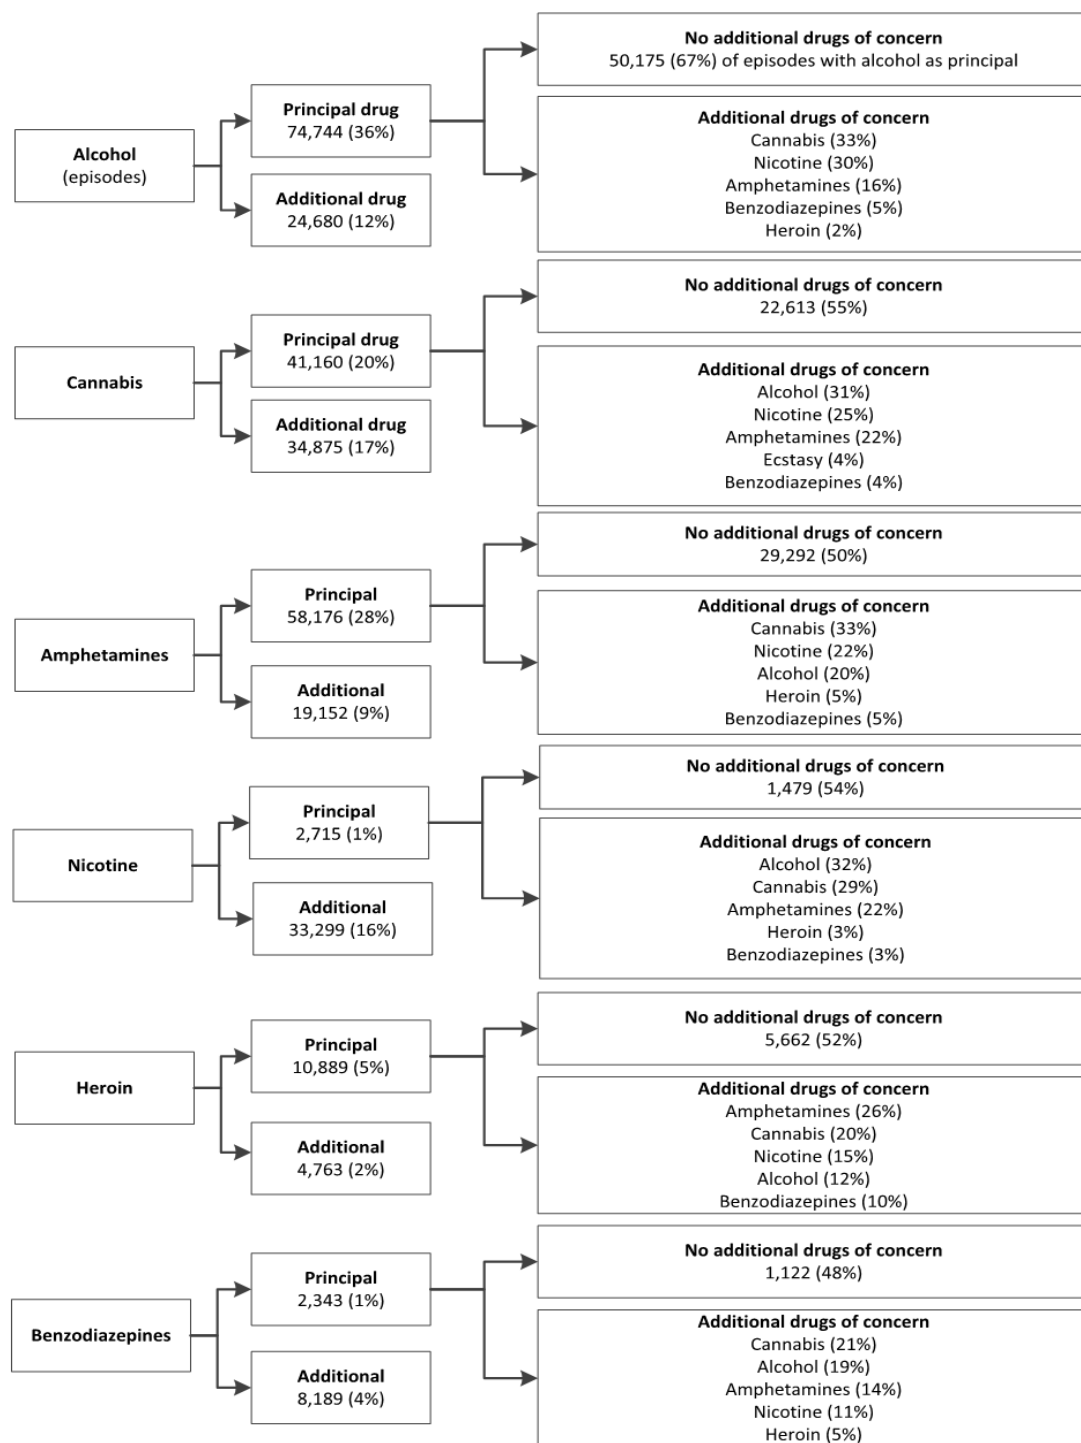 Alcohol
(episodes)
Principal drug
74,744 (36%)
Additional drug
24,680 (12%)
No additional drugs of concern
50,175 (67%) of episodes with alcohol as principal
Additional drugs of concern
Cannabis (33%)
Nicotine (30%)
Amphetamines (16%)
Benzodiazepines (5%)
Heroin (2%)
Cannabis
Principal drug
41,160 (20%)
Additional drug
34,875 (17%)
No additional drugs of concern
22,613 (55%)
Additional drugs of concern
Alcohol (31%)
Nicotine (25%)
Amphetamines (22%)
Ecstasy (4%)
Benzodiazepines (4%)
Amphetamines
Principal
58,176 (28%)
Additional
19,152 (9%)
No additional drugs of concern
29,292 (50%)
Additional drugs of concern
Cannabis (33%)
Nicotine (22%)
Alcohol (20%)
Heroin (5%)
Benzodiazepines (5%)
Nicotine
Principal
2,715 (1%)
Additional
33,299 (16%)
No additional drugs of concern
1,479 (54%)
Additional drugs of concern
Alcohol (32%)
Cannabis (29%)
Amphetamines (22%)
Heroin (3%)
Benzodiazepines (3%)
Heroin
Principal
10,889 (5%)
Additional
4,763 (2%)
No additional drugs of concern
5,662 (52%)
Additional drugs of concern
Amphetamines (26%)
Cannabis (20%)
Nicotine (15%)
Alcohol (12%)
Benzodiazepines (10%)
Benzodiazepines
Principal
2,343 (1%)
Additional
8,189 (4%)
No additional drugs of concern
1,122 (48%)
Additional drugs of concern
Cannabis (21%)
Alcohol (19%)
Amphetamines (14%)
Nicotine (11%)
Heroin (5%)